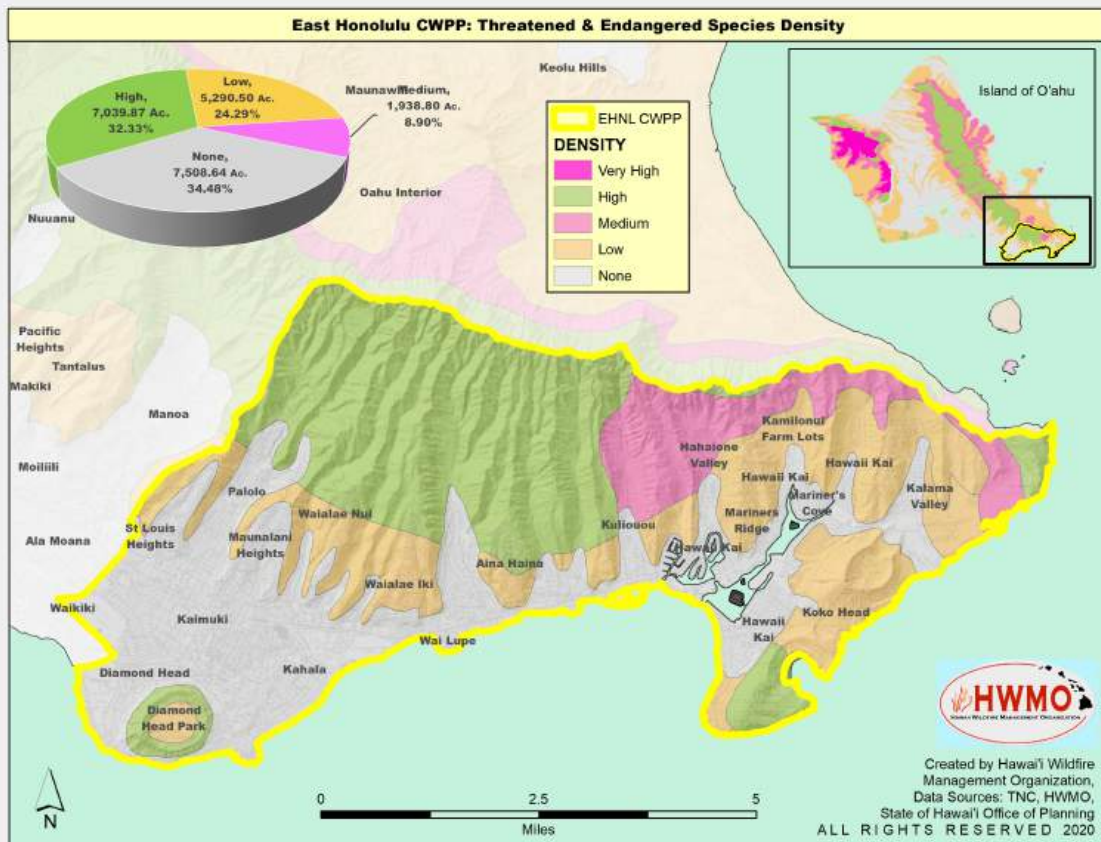 East Honolulu CWPP: Threatened & Endangered Species Density
High,
7,039.87 Ac.
32.33%
Low,
5,290.50 Ac.
24.29%
Maunawili
Medium,
1,938.80 Ac.
8.90%
None,
7,508.64 Ac.
34.48%
Keolu Hills
Oahu Interior
Nuuanu
EHNL CWPP
DENSITY
Very High
High
Medium
Low
None
Island of O'ahu
Pacific
Heights
Tantalus
Makiki
Manoa
Moiliili
Ala Moana
Waikiki
St Louis
Heights
Palolo
Maunalani
Heights
Waialae Nui
Waialae Iki
Aina Haina
Kuliouou
Hahaione
Valley
Kamilonui
Farm Lots
Hawaii Kai
Hawaii Kai
Mariner's
Cove
Mariners
Ridge
Kalama
Valley
Hawaii Kai
Koko Head
Hawaii
Kai
Kaimuki
Kahala
Wai Lupe
Diamond Head
Diamond
Head Park
N
0
2.5
5
Miles
HWMO
HAWAII WILDFIRE MANAGEMENT ORGANIZATION
Created by Hawai'i Wildfire
Management Organization,
Data Sources: TNC, HWMO,
State of Hawai'i Office of Planning
ALL RIGHTS RESERVED 2020